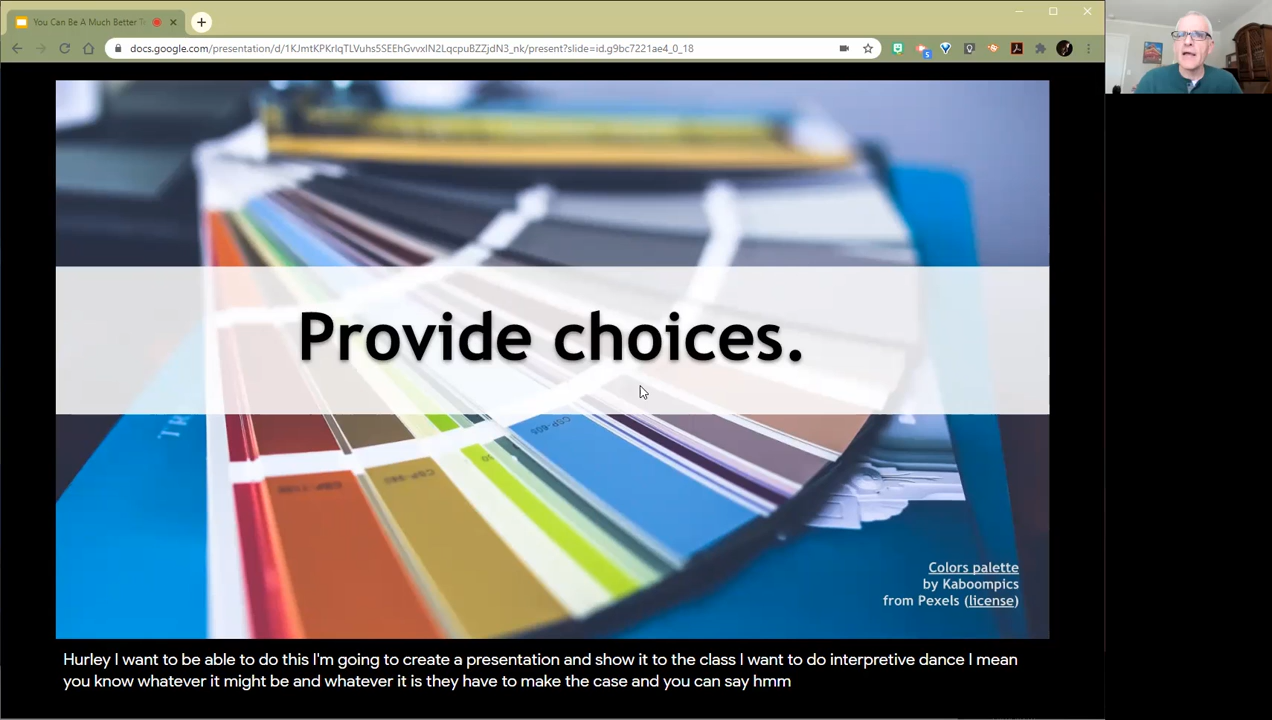 You Can Be A Much Better Te
docs.google.com/presentation/d/1KJmtKPKrlqTLVuhs5SEEhGvvxlN2LqcpuBZZjdN3_nk/present?slide=id.g9bc7221ae4_0_18
Provide choices.
Colors palette
by Kaboompics
from Pexels (license)
Hurley I want to be able to do this I'm going to create a presentation and show it to the class I want to do interpretive dance I mean
you know whatever it might be and whatever it is they have to make the case and you can say hmm